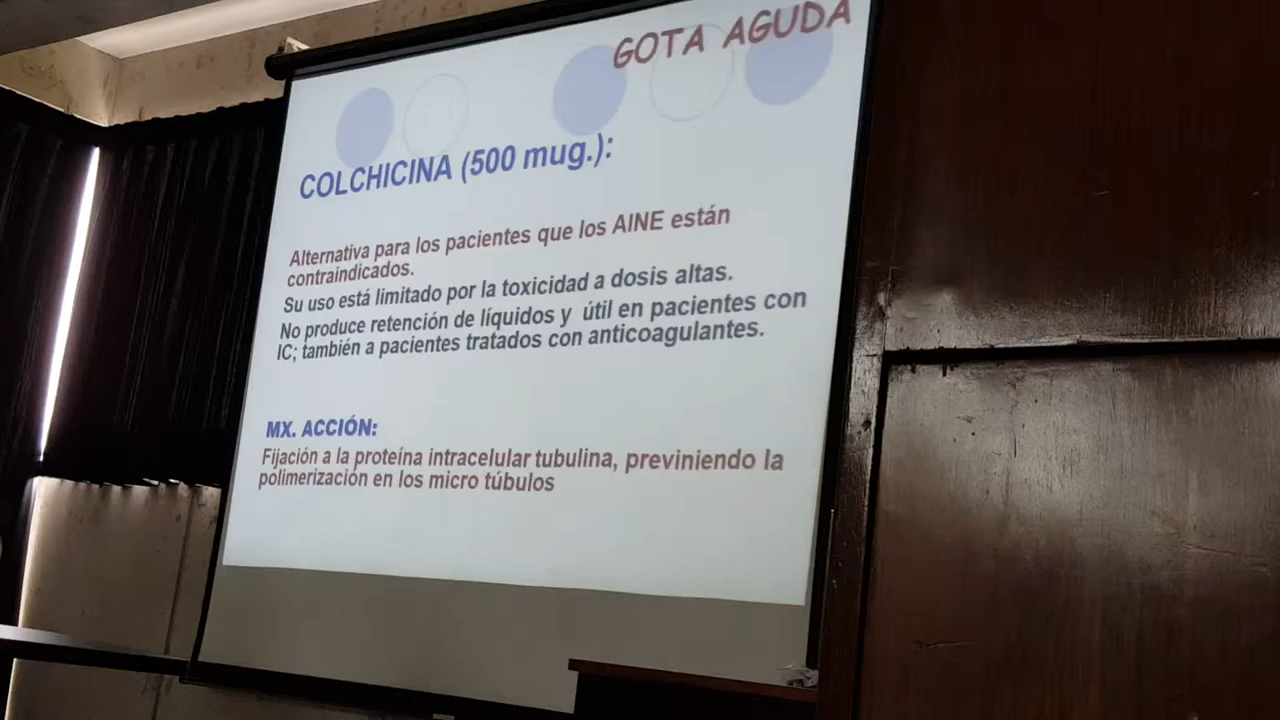 GOTA AGUDA
COLCHICINA (500 mug.):
Alternativa para los pacientes que los AINE están
contraindicados.
Su uso está limitado por la toxicidad a dosis altas.
No produce retención de líquidos y útil en pacientes con
IC; también a pacientes tratados con anticoagulantes.
MX. ACCIÓN:
Fijación a la proteína intracelular tubulina, previniendo la
polimerización en los micro túbulos